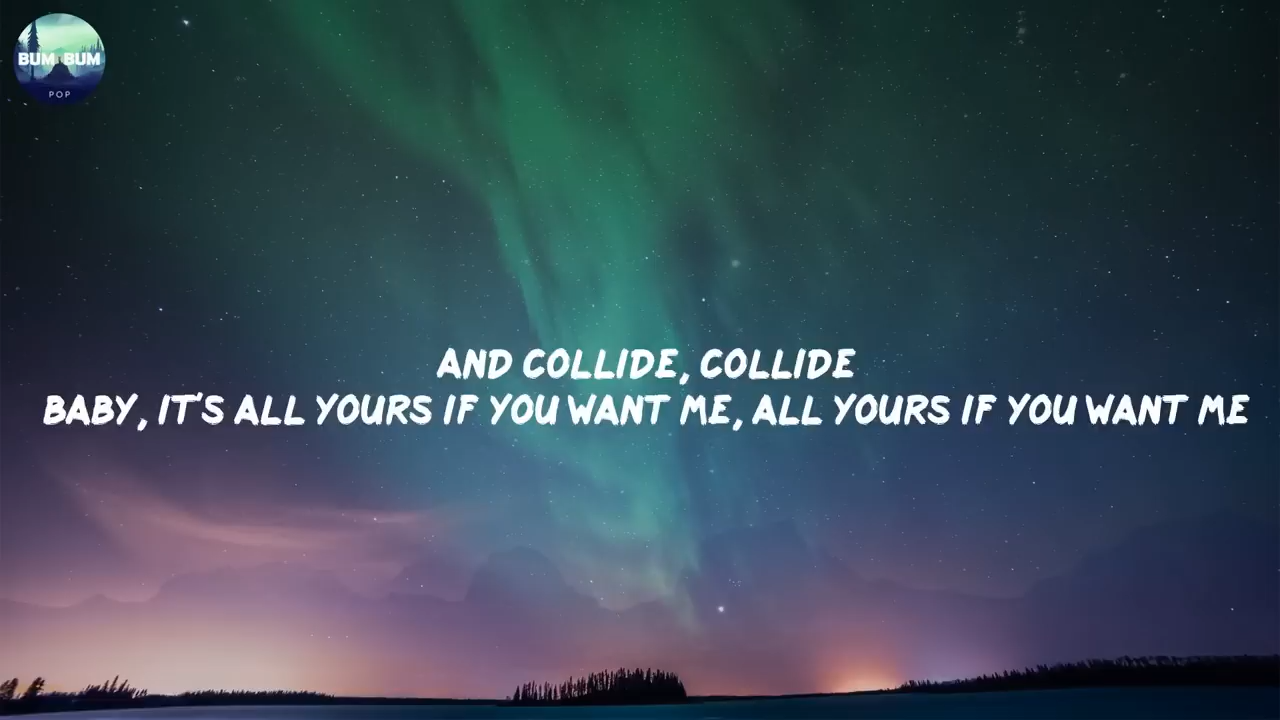 BUM BUM
POP
AND COLLIDE, COLLIDE
BABY, IT'S ALL YOURS IF YOU WANT ME, ALL YOURS IF YOU WANT ME